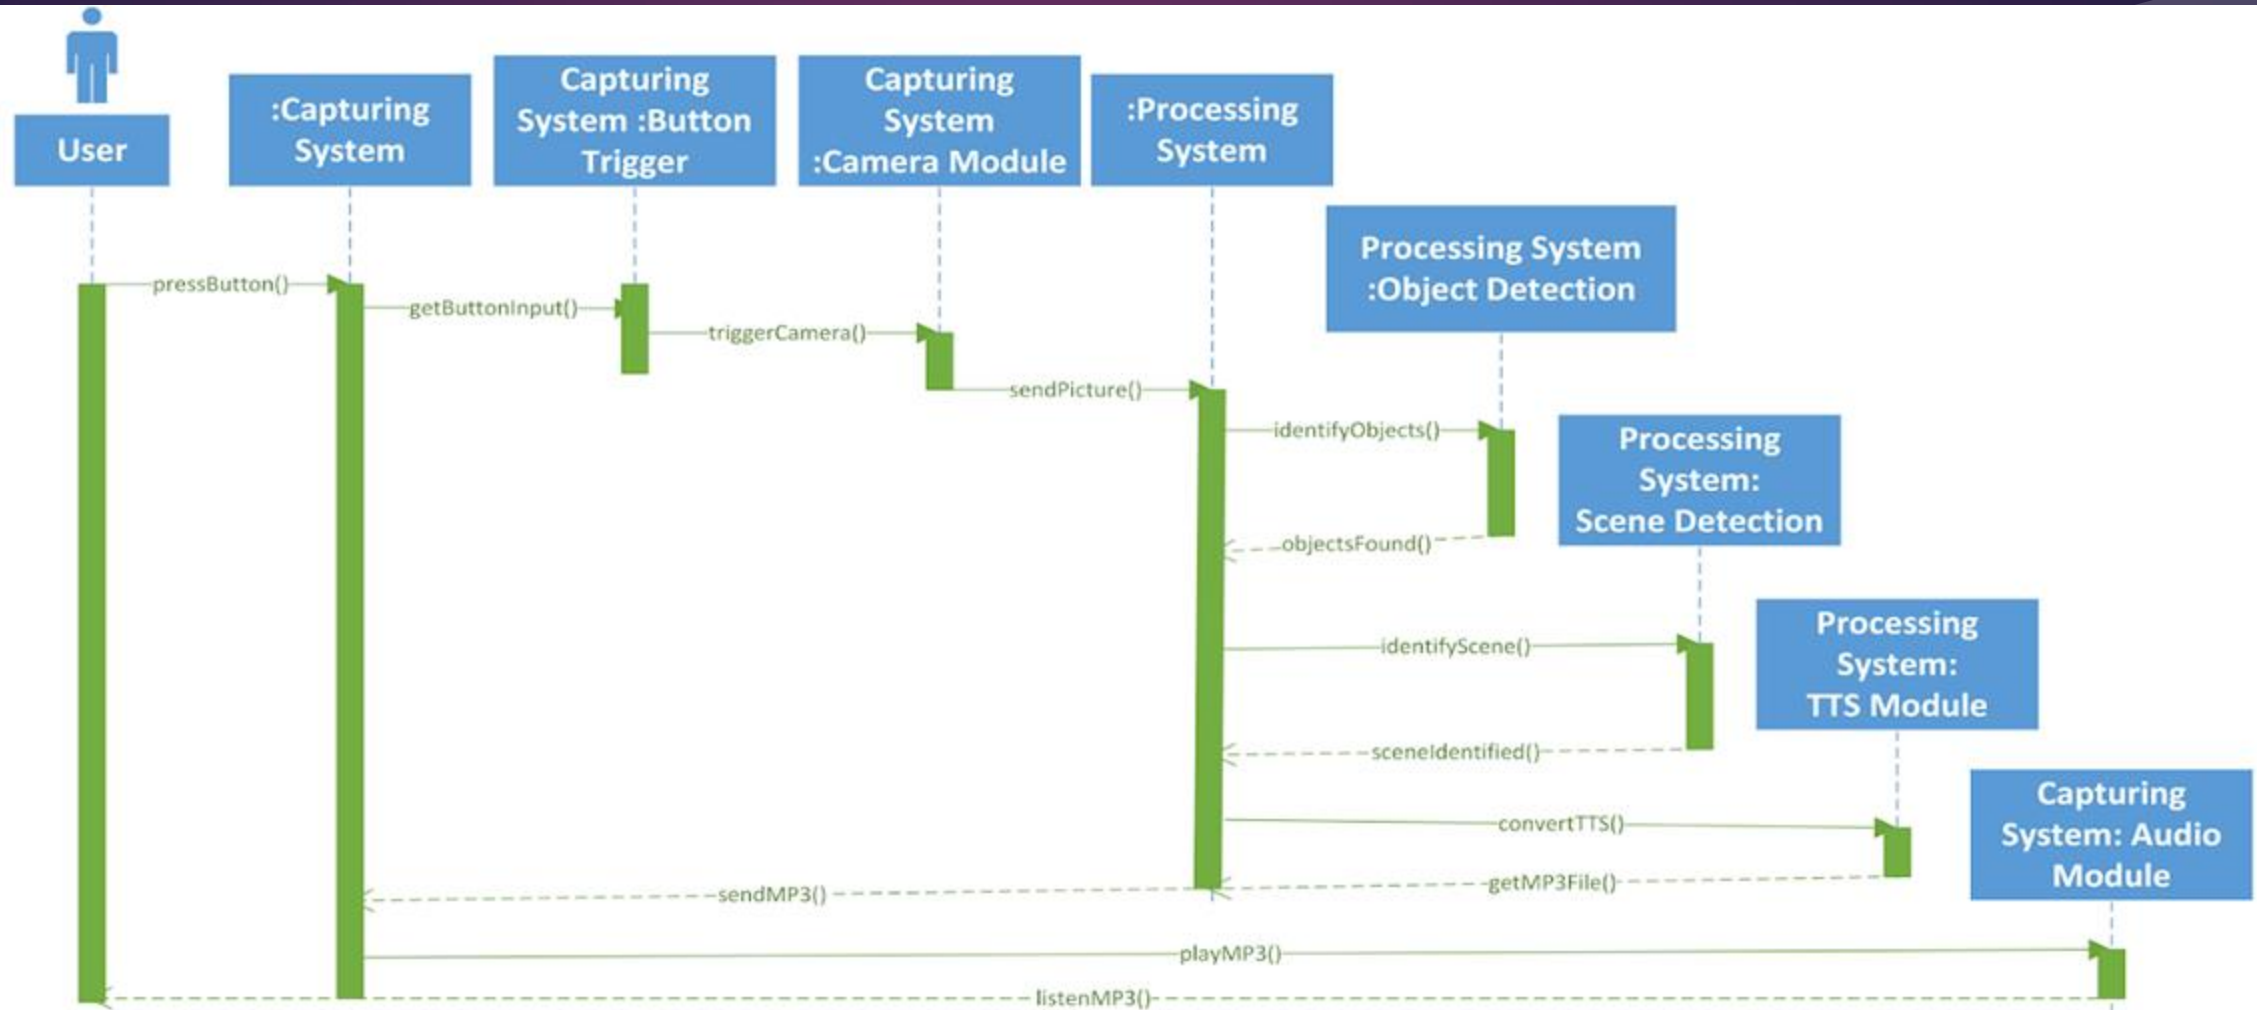 User
:Capturing
System
Capturing
System :Button
Trigger
Capturing
System
:Camera Module
:Processing
System
Processing System
:Object Detection
pressButton()
getButtonInput()
triggerCamera()
sendPicture()
identifyObjects()
Processing
System:
Scene Detection
objectsFound()
Processing
System:
TTS Module
identifyScene()
sceneIdentified()
Capturing
System: Audio
Module
convertTTS()
getMP3File()
sendMP3()
playMP3()
listenMP3()